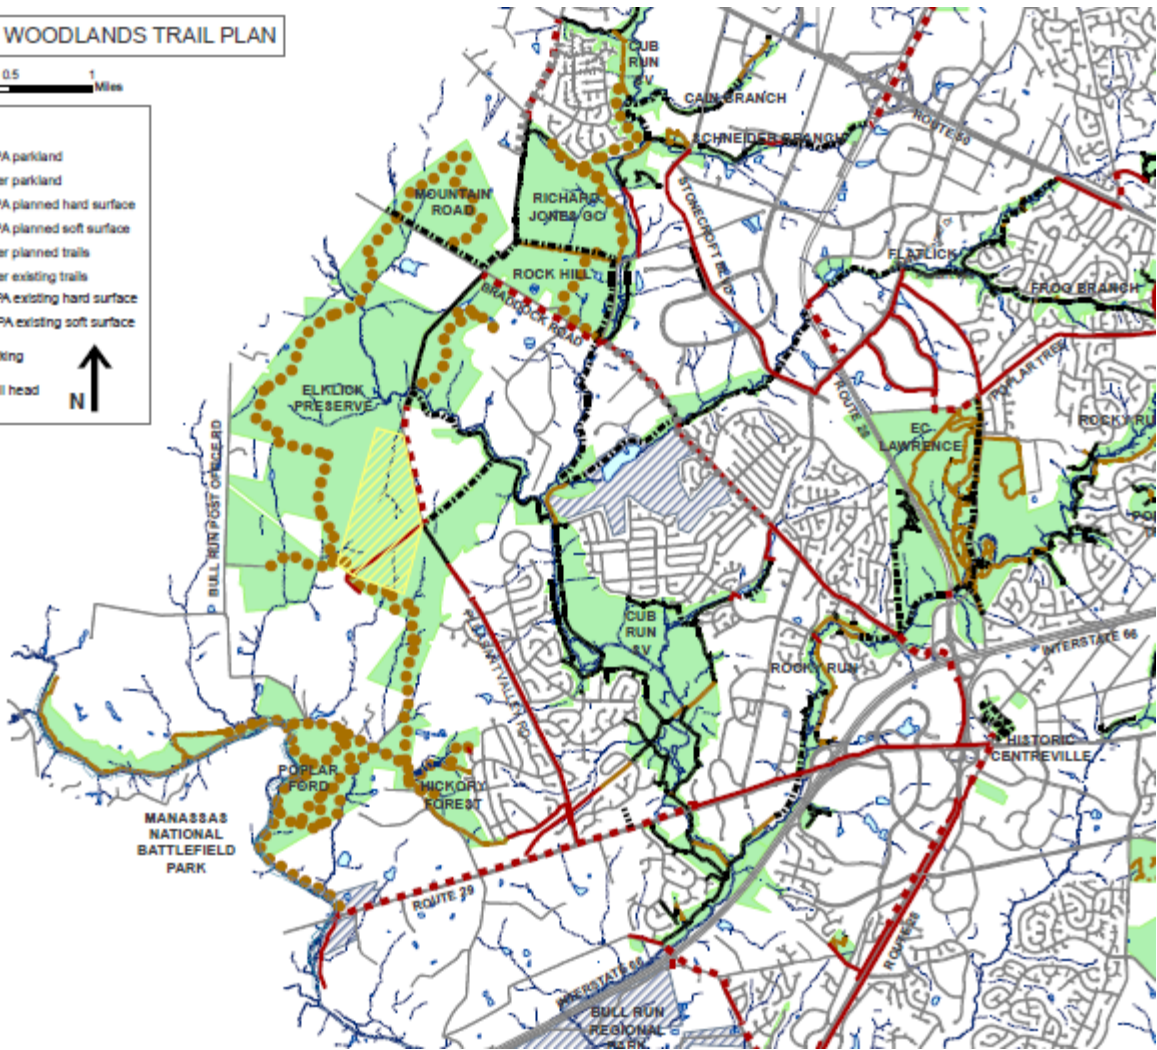 WOODLANDS TRAIL PLAN
0.5 1
Miles
PA parkland
er parkland
PA planned hard surface
PA planned soft surface
er planned trails
er existing trails
PA existing hard surface
PA existing soft surface
king
il head
N
CUB
RUN
SV
CAIN BRANCH
SCHNEIDER BRANCH
ROUTE 50
MOUNTAIN
ROAD
RICHARD
JONES GC
STONECROFT BLVD
FLATLICK
FROG BRANCH
ROCK HILL
BRADDOCK ROAD
ELKLICK
PRESERVE
POPLAR TREE
ROUTE 28
EC
LAWRENCE
ROCKY RU
BULL RUN POST OFFICE RD
CUB
RUN
SV
PLEASANT VALLEY RD
ROCKY RUN
INTERSTATE 66
HISTORIC
CENTREVILLE
POPLAR
FORD
HICKORY
FOREST
MANASSAS
NATIONAL
BATTLEFIELD
PARK
ROUTE 29
ROUTE 28
INTERSTATE 66
BULL RUN
REGIONAL
PARK